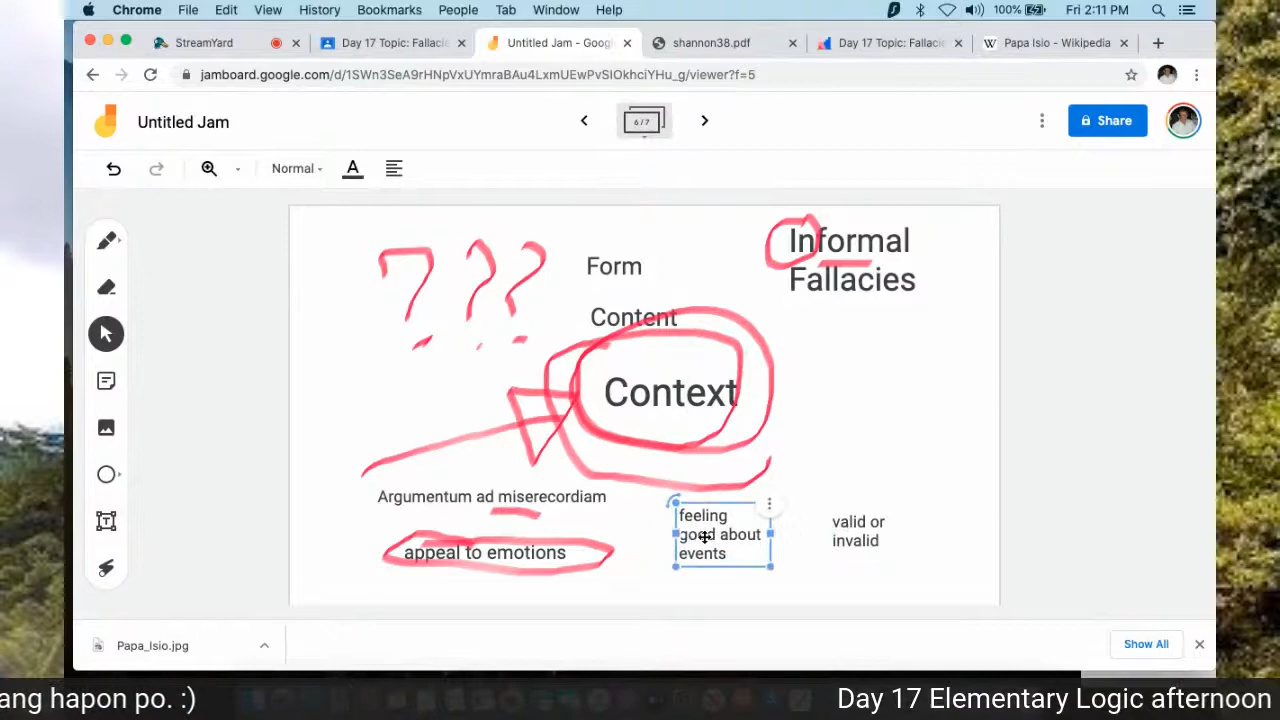 Chrome File Edit View History Bookmarks People Tab Window Help 100% Fri 2:11 PM
StreamYard Day 17 Topic: Fallacie Untitled Jam - Goog shannon38.pdf Day 17 Topic: Fallacie Papa Isio - Wikipedia
jamboard.google.com/d/1SWn3SeA9rHNpVxUYmraBAu4LxmUEwPvSIOkhciYHu_g/viewer?f=5
Untitled Jam
6 / 7
Share
Normal
A
? ? ?
Form
Informal
Fallacies
Content
Context
Argumentum ad miserecordiam
appeal to emotions
feeling
good about
events
valid or
invalid
Papa_Isio.jpg
Show All
ang hapon po. :)
Day 17 Elementary Logic afternoon